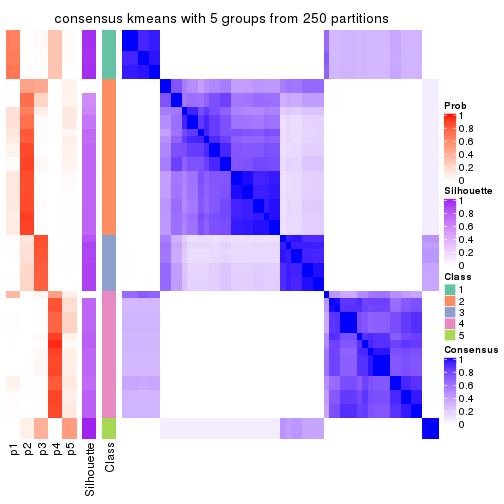 consensus kmeans with 5 groups from 250 partitions
Prob
1
0.8
0.6
0.4
0.2
0
Silhouette
1
0.8
0.6
0.4
0.2
0
Class
1
2
3
4
5
Consensus
1
0.8
0.6
0.4
0.2
0
p1
p2
p3
p4
p5
Silhouette
Class